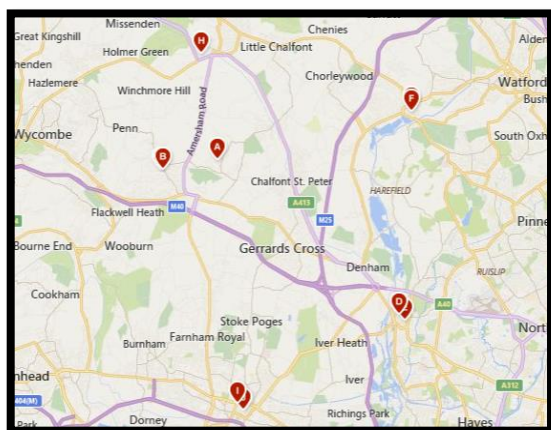 Missenden
Great Kingshill
Chenies
Holmer Green
H
Little Chalfont
Alde
henden
Hazlemere
Chorleywood
Watford
Winchmore Hill
F
Bush
Amersham Road
Wycombe
Penn
South Oxh
A
B
Chalfont St. Peter
HAREFIELD
A413
Flackwell Heath
M40
M25
Pinne
Bourne End
Wooburn
Gerrards Cross
Denham
RUISLIP
Cookham
D
A40
Stoke Poges
North
Burnham
Farnham Royal
Iver Heath
nhead
Iver
A312
404(M)
I
Park
Dorney
Richings Park
Hayes